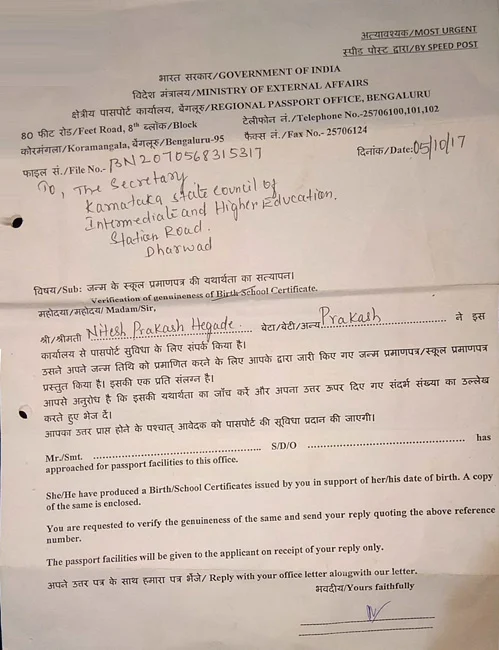 अत्यावश्यक/MOST URGENT
स्पीड पोस्ट द्वारा/BY SPEED POST
भारत सरकार/GOVERNMENT OF INDIA
विदेश मंत्रालय/MINISTRY OF EXTERNAL AFFAIRS
क्षेत्रीय पासपोर्ट कार्यालय, बैंगलूरु/REGIONAL PASSPORT OFFICE, BENGALURU
80 फीट रोड/Feet Road, 8th ब्लॉक/Block टेलीफोन नं./Telephone No.-25706100,101,102
कोरमंगला/Koramangala, बैंगलूरु/Bengaluru-95 फैक्स नं./Fax No.- 25706124
फाइल सं./File No.- BN2070568315317 दिनांक/Date: 05/10/17
To, The Secretary
Karnataka State council of
Intermediate and Higher Education.
Station Road.
Dharwad
विषय/Sub: जन्म के स्कूल प्रमाणपत्र की यथार्थता का सत्यापन।
Verification of genuineness of Birth School Certificate.
महोदया/महोदय/ Madam/Sir,
श्री/श्रीमती Nitesh Prakash Hegade बेटा/बेटी/अन्य Prakash ने इस
कार्यालय से पासपोर्ट सुविधा के लिए संपर्क किया है।
उसने अपने जन्म तिथि को प्रमाणित करने के लिए आपके द्वारा जारी किए गए जन्म प्रमाणपत्र/स्कूल प्रमाणपत्र
प्रस्तुत किया है। इसकी एक प्रति संलग्न है।
आपसे अनुरोध है कि इसकी यथार्थता का जाँच करें और अपना उत्तर ऊपर दिए गए संदर्भ संख्या का उल्लेख
करते हुए भेज दें।
आपका उत्तर प्राप्त होने के पश्चात् आवेदक को पासपोर्ट की सुविधा प्रदान की जाएगी।
Mr./Smt. ................................................ S/D/O ................................................ has
approached for passport facilities to this office.
She/He have produced a Birth/School Certificates issued by you in support of her/his date of birth. A copy
of the same is enclosed.
You are requested to verify the genuineness of the same and send your reply quoting the above reference
number.
The passport facilities will be given to the applicant on receipt of your reply only.
अपने उत्तर पत्र के साथ हमारा पत्र भेंजे/ Reply with your office letter alougwith our letter.
भवदीय/Yours faithfully